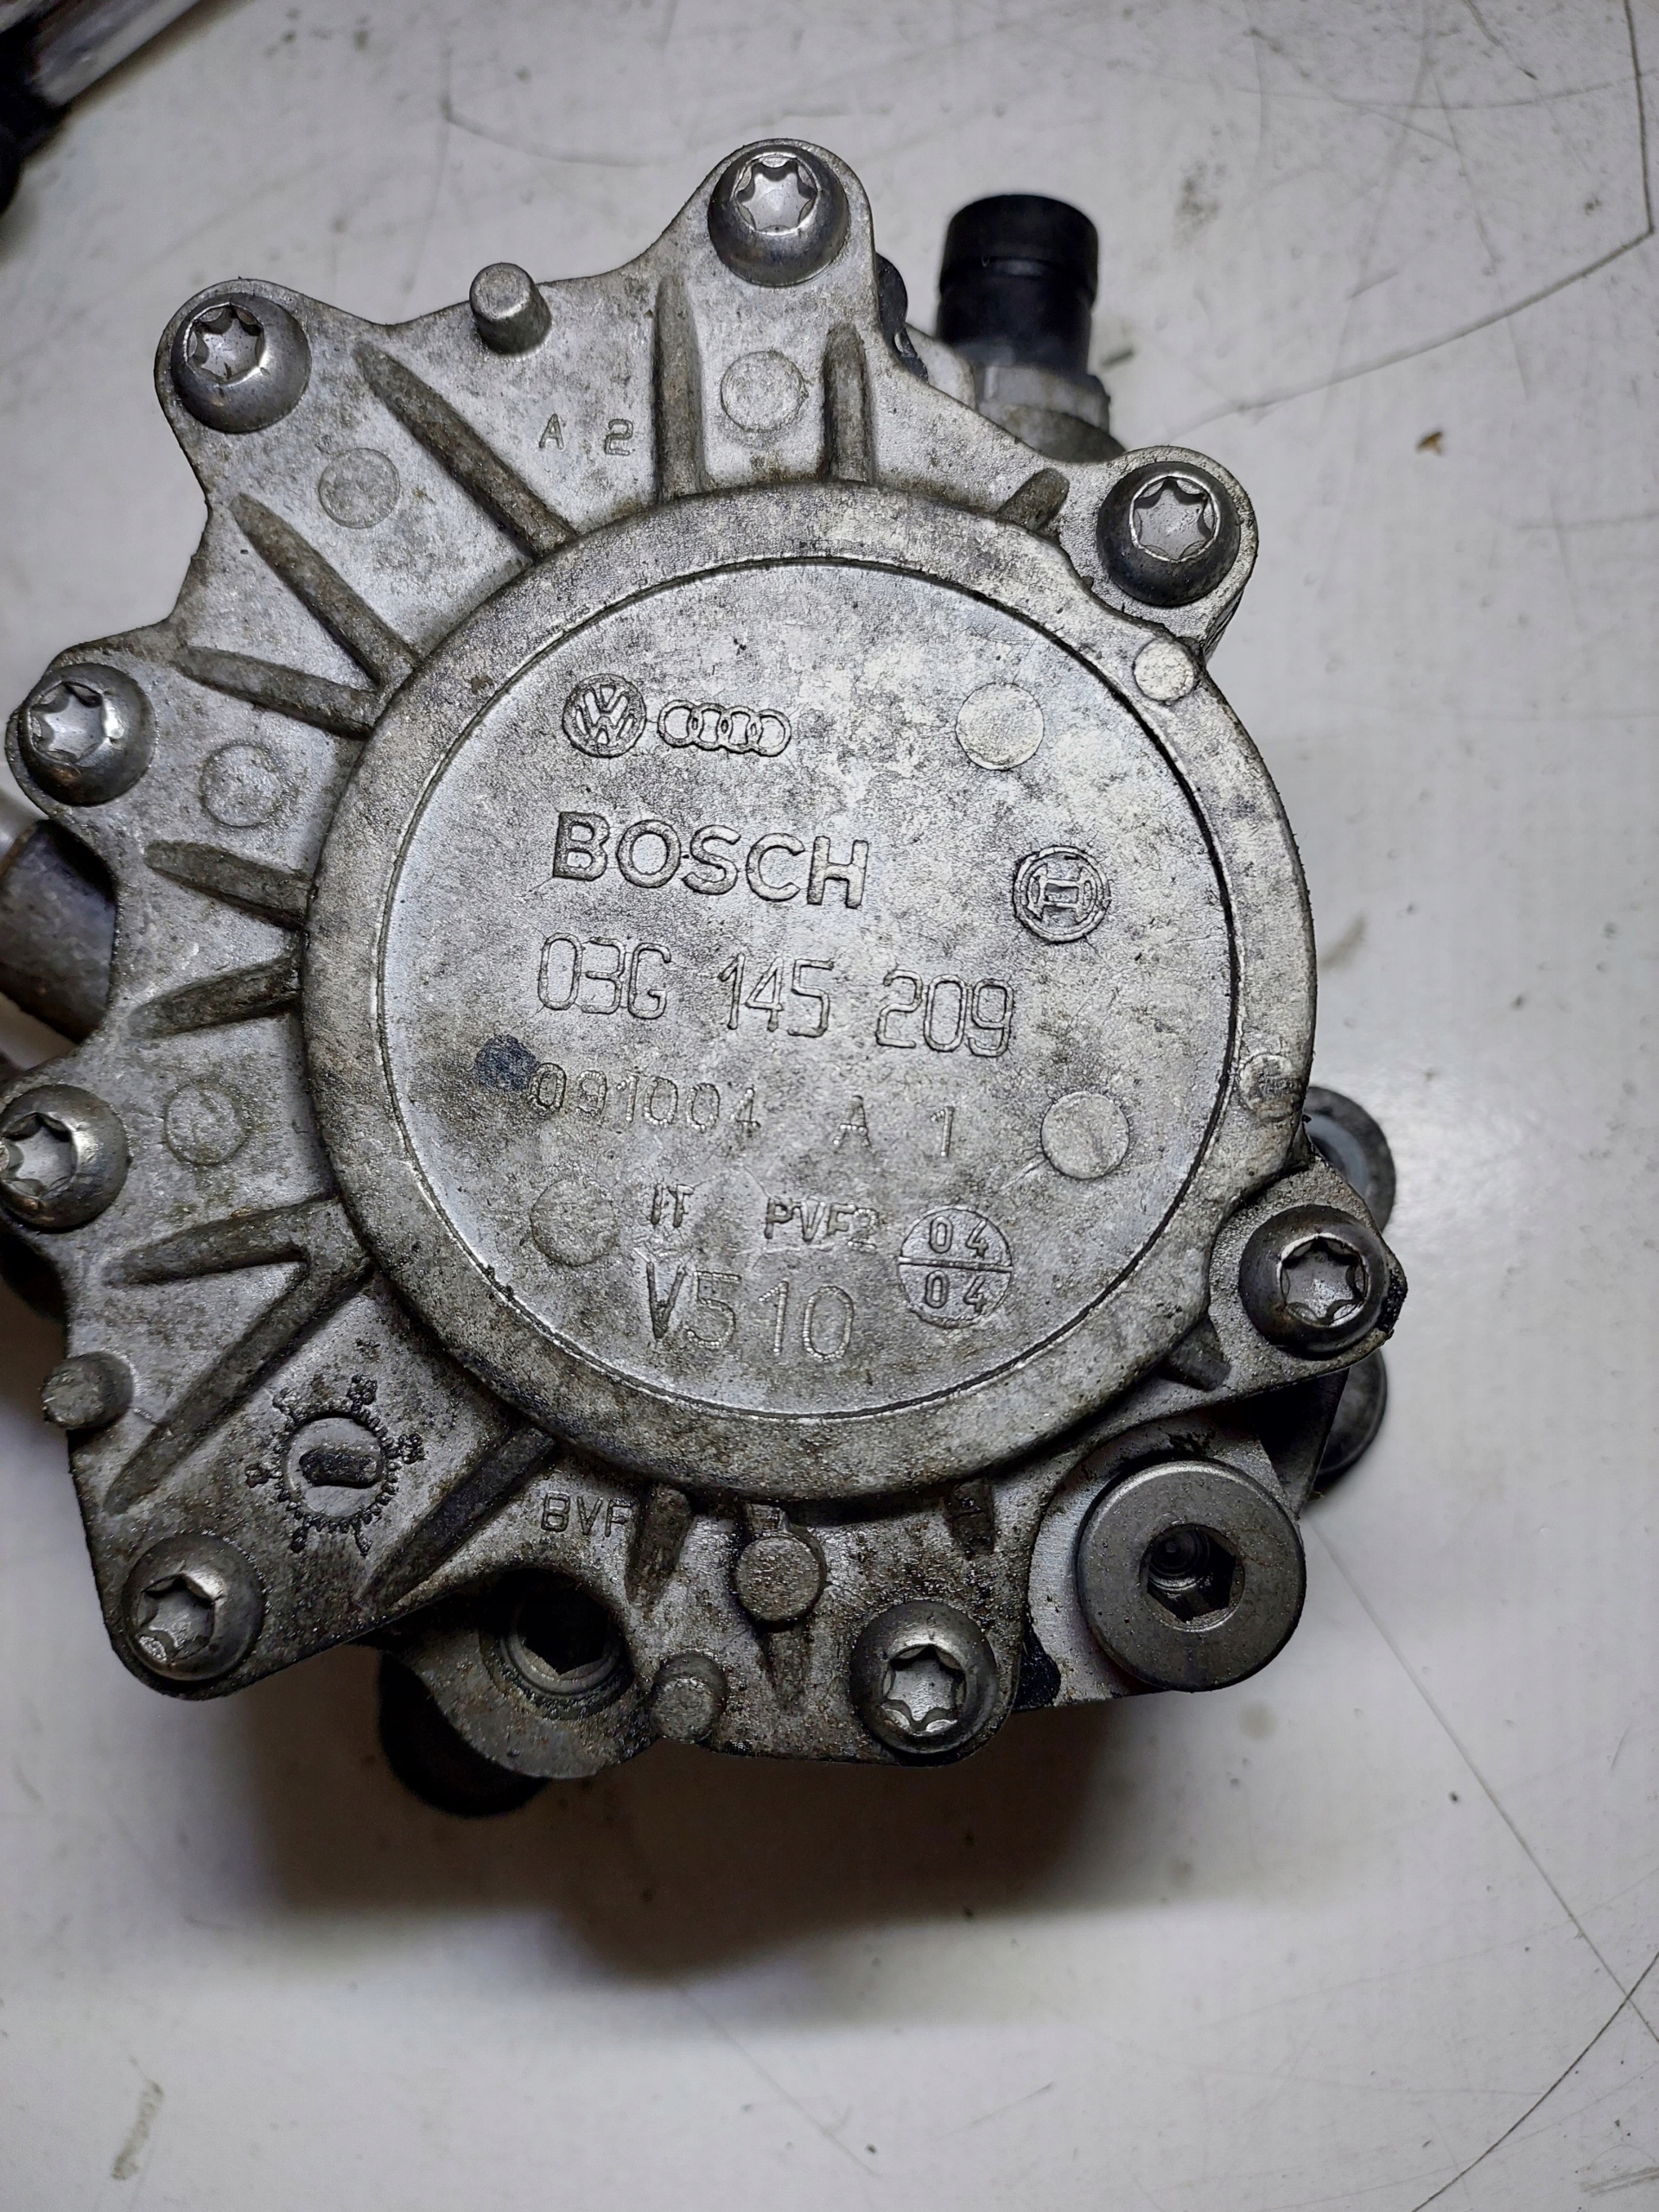 A 2
BOSCH
03G 145 209
091004 A 1
IT PVF2
04
04
V510
BVF